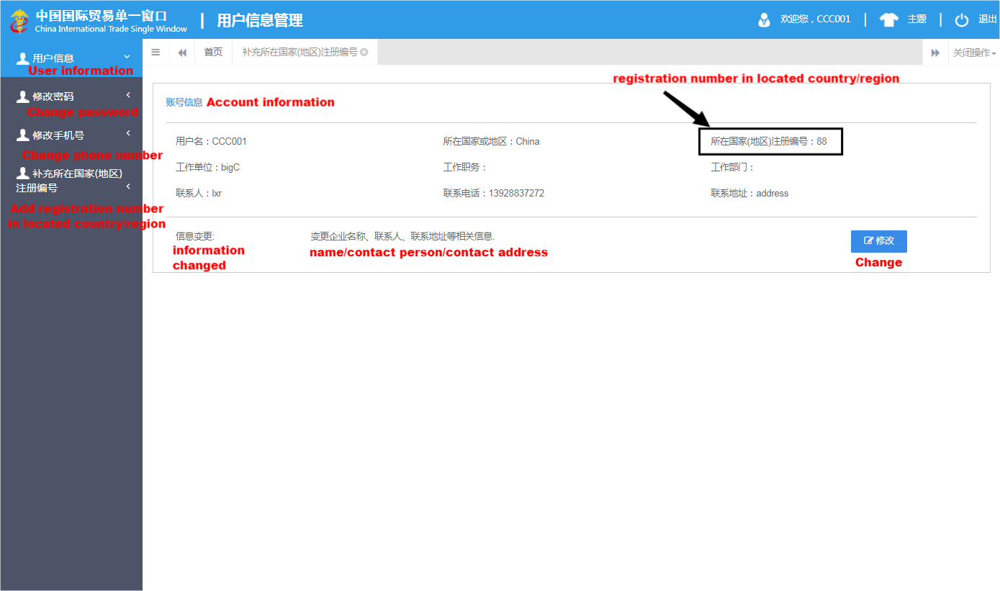 中国国际贸易单一窗口
China International Trade Single Window
用户信息管理
欢迎您，CCC001
主题
退出
用户信息
User information
修改密码
Change password
修改手机号
Change phone number
补充所在国家(地区)
注册编号
Add registration number
in located country/region
首页
补充所在国家(地区)注册编号
关闭操作
registration number in located country/region
账号信息 Account information
用户名：CCC001
所在国家或地区：China
所在国家(地区)注册编号：88
工作单位：bigC
工作职务：
工作部门：
联系人：lxr
联系电话：13928837272
联系地址：address
信息变更:
变更企业名称、联系人、联系地址等相关信息.
修改
information
changed
name/contact person/contact address
Change